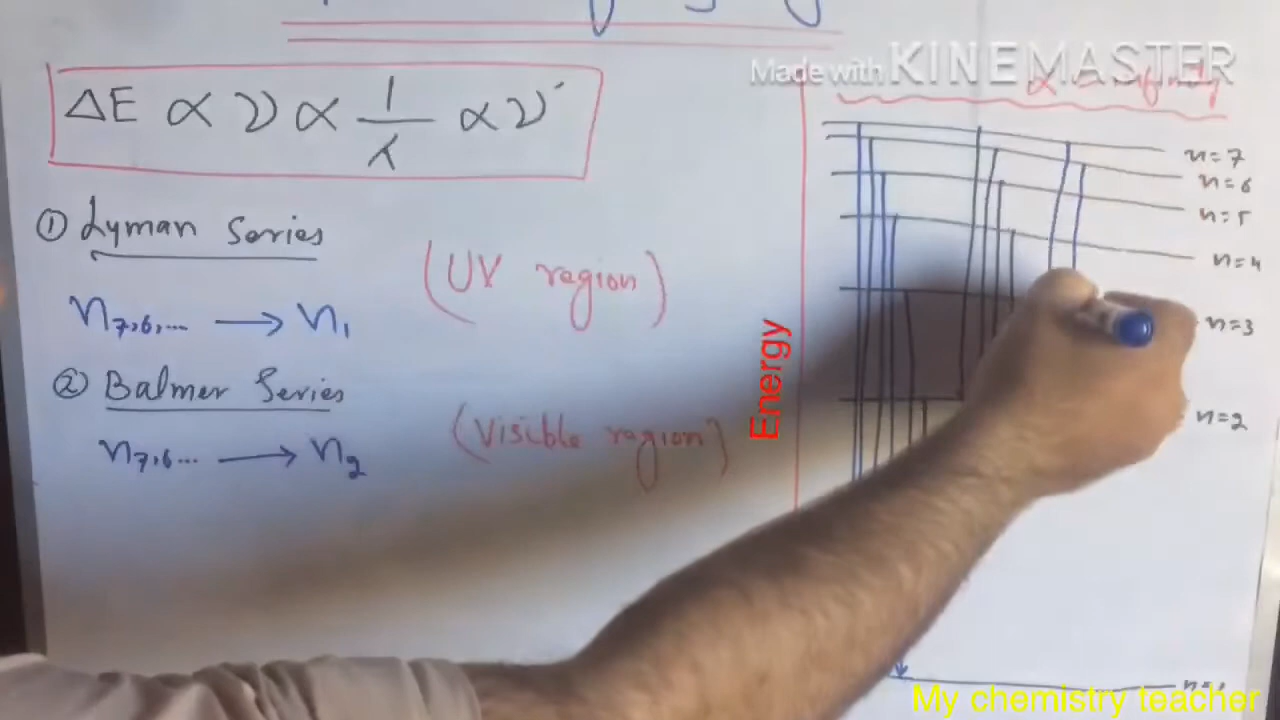 Made with KINEMASTER
ΔE ∝ ν ∝ 1/λ ∝ ν̄
① Lyman Series
(UV region)
n7,6,... → n1
② Balmer Series
(Visible region)
n7,6... → n2
Energy
n=7
n=6
n=5
n=4
n=3
n=2
My chemistry teacher